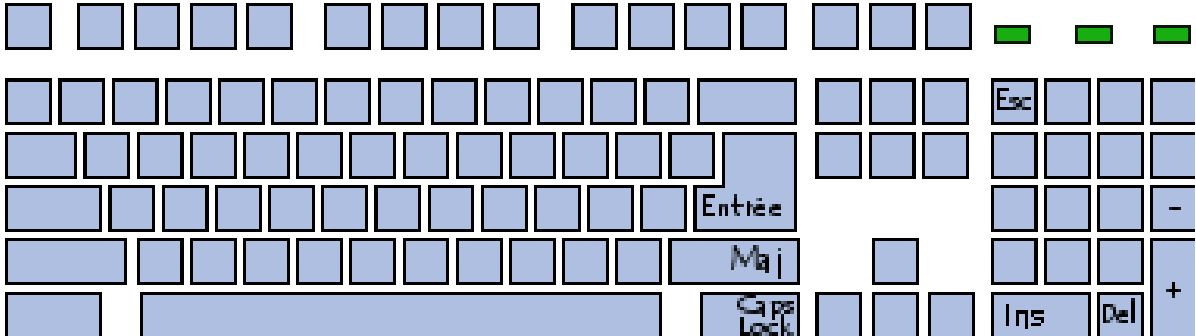 Esc
Entrée
-
Maj
+
Caps
Lock
Ins
Del